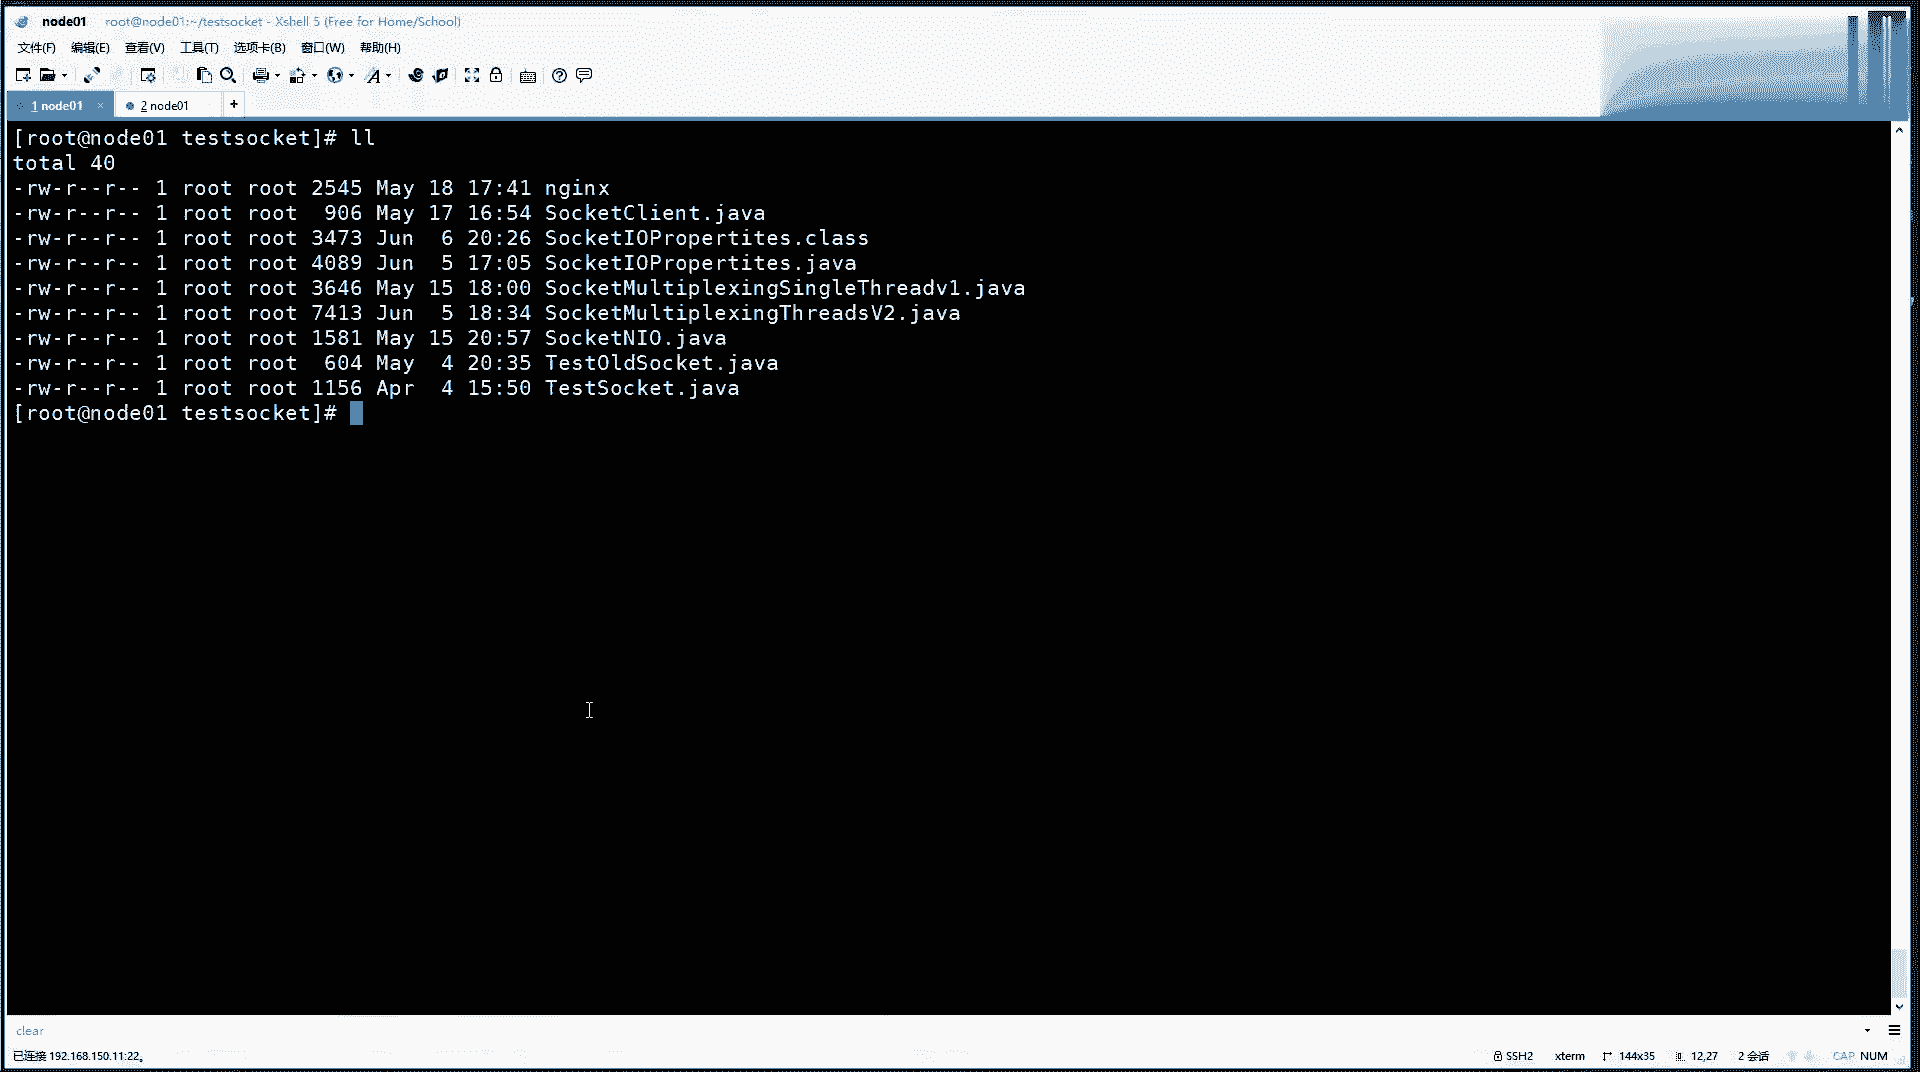 node01 root@node01:~/testsocket - Xshell 5 (Free for Home/School)
文件(F) 编辑(E) 查看(V) 工具(T) 选项卡(B) 窗口(W) 帮助(H)
1 node01 × 2 node01 +
[root@node01 testsocket]# ll
total 40
-rw-r--r-- 1 root root 2545 May 18 17:41 nginx
-rw-r--r-- 1 root root  906 May 17 16:54 SocketClient.java
-rw-r--r-- 1 root root 3473 Jun  6 20:26 SocketIOPropertites.class
-rw-r--r-- 1 root root 4089 Jun  5 17:05 SocketIOPropertites.java
-rw-r--r-- 1 root root 3646 May 15 18:00 SocketMultiplexingSingleThreadv1.java
-rw-r--r-- 1 root root 7413 Jun  5 18:34 SocketMultiplexingThreadsV2.java
-rw-r--r-- 1 root root 1581 May 15 20:57 SocketNIO.java
-rw-r--r-- 1 root root  604 May  4 20:35 TestOldSocket.java
-rw-r--r-- 1 root root 1156 Apr  4 15:50 TestSocket.java
[root@node01 testsocket]#
clear
已连接 192.168.150.11:22。 SSH2 xterm 144x35 12,27 2 会话 CAP NUM